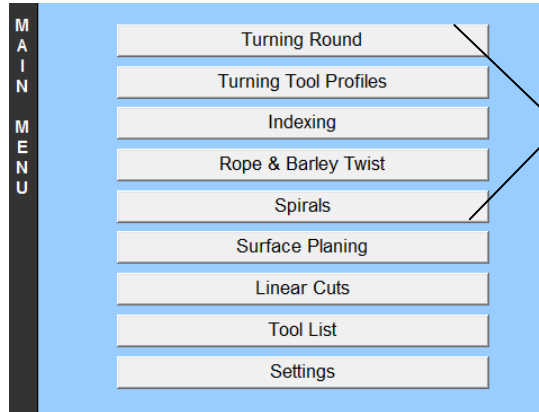 MAIN MENU
Turning Round
Turning Tool Profiles
Indexing
Rope & Barley Twist
Spirals
Surface Planing
Linear Cuts
Tool List
Settings